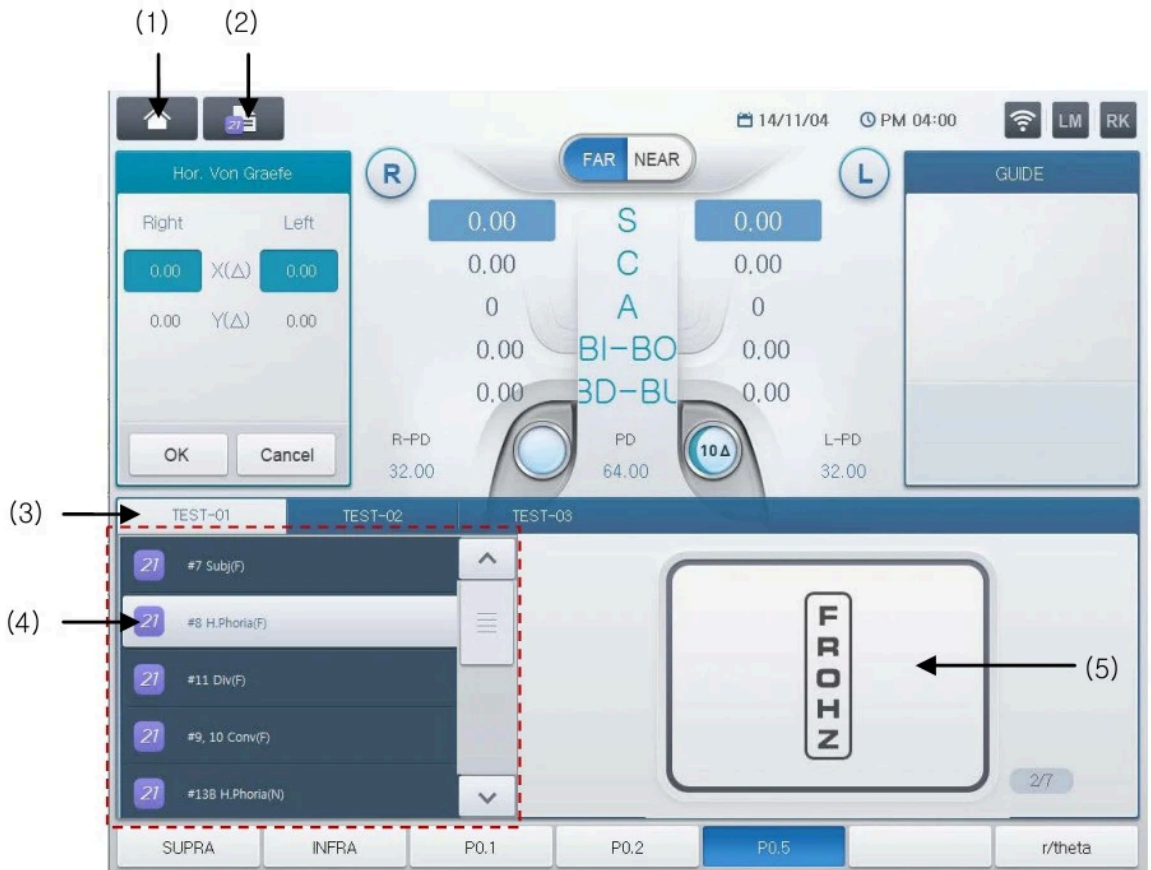 (1)
(2)
21
14/11/04
PM 04:00
LM
RK
Hor. Von Graefe
R
FAR
NEAR
L
GUIDE
Right
Left
0.00
S
0.00
0.00
X(△)
0.00
0.00
C
0.00
0.00
Y(△)
0.00
0
A
0
0.00
BI-BO
0.00
0.00
BD-BU
0.00
OK
Cancel
R-PD
PD
10△
L-PD
32.00
64.00
32.00
(3)
TEST-01
TEST-02
TEST-03
21
#7 Subj(F)
(4)
21
#8 H.Phoria(F)
21
#11 Div(F)
21
#9, 10 Conv(F)
21
#13B H.Phoria(N)
F
R
O
H
Z
(5)
2/7
SUPRA
INFRA
P0.1
P0.2
P0.5
r/theta